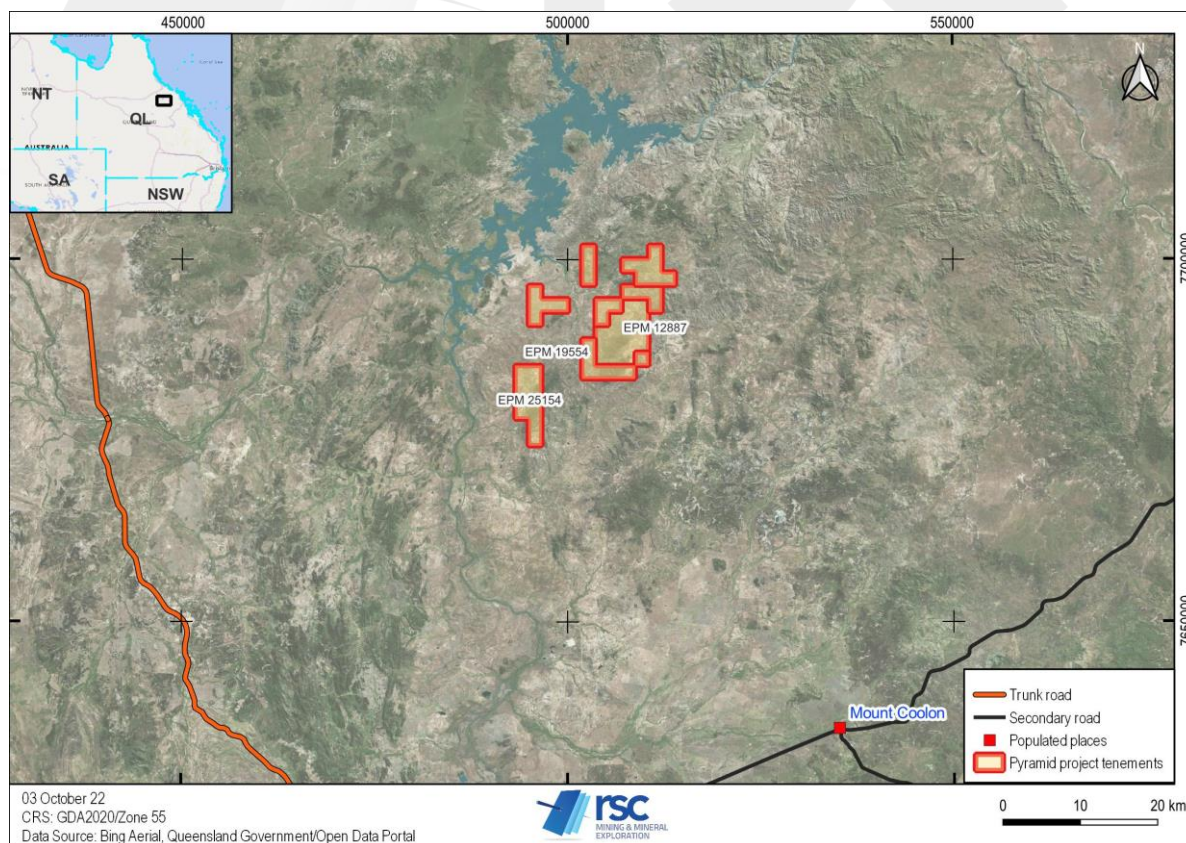 450000
500000
550000
NT
QL
AUSTRALIA
SA
NSW
N
7700000
EPM 12887
EPM 19554
EPM 25154
7650000
Mount Coolon
Trunk road
Secondary road
Populated places
Pyramid project tenements
03 October 22
CRS: GDA2020/Zone 55
Data Source: Bing Aerial, Queensland Government/Open Data Portal
rsc
MINING & MINERAL
EXPLORATION
0 10 20 km